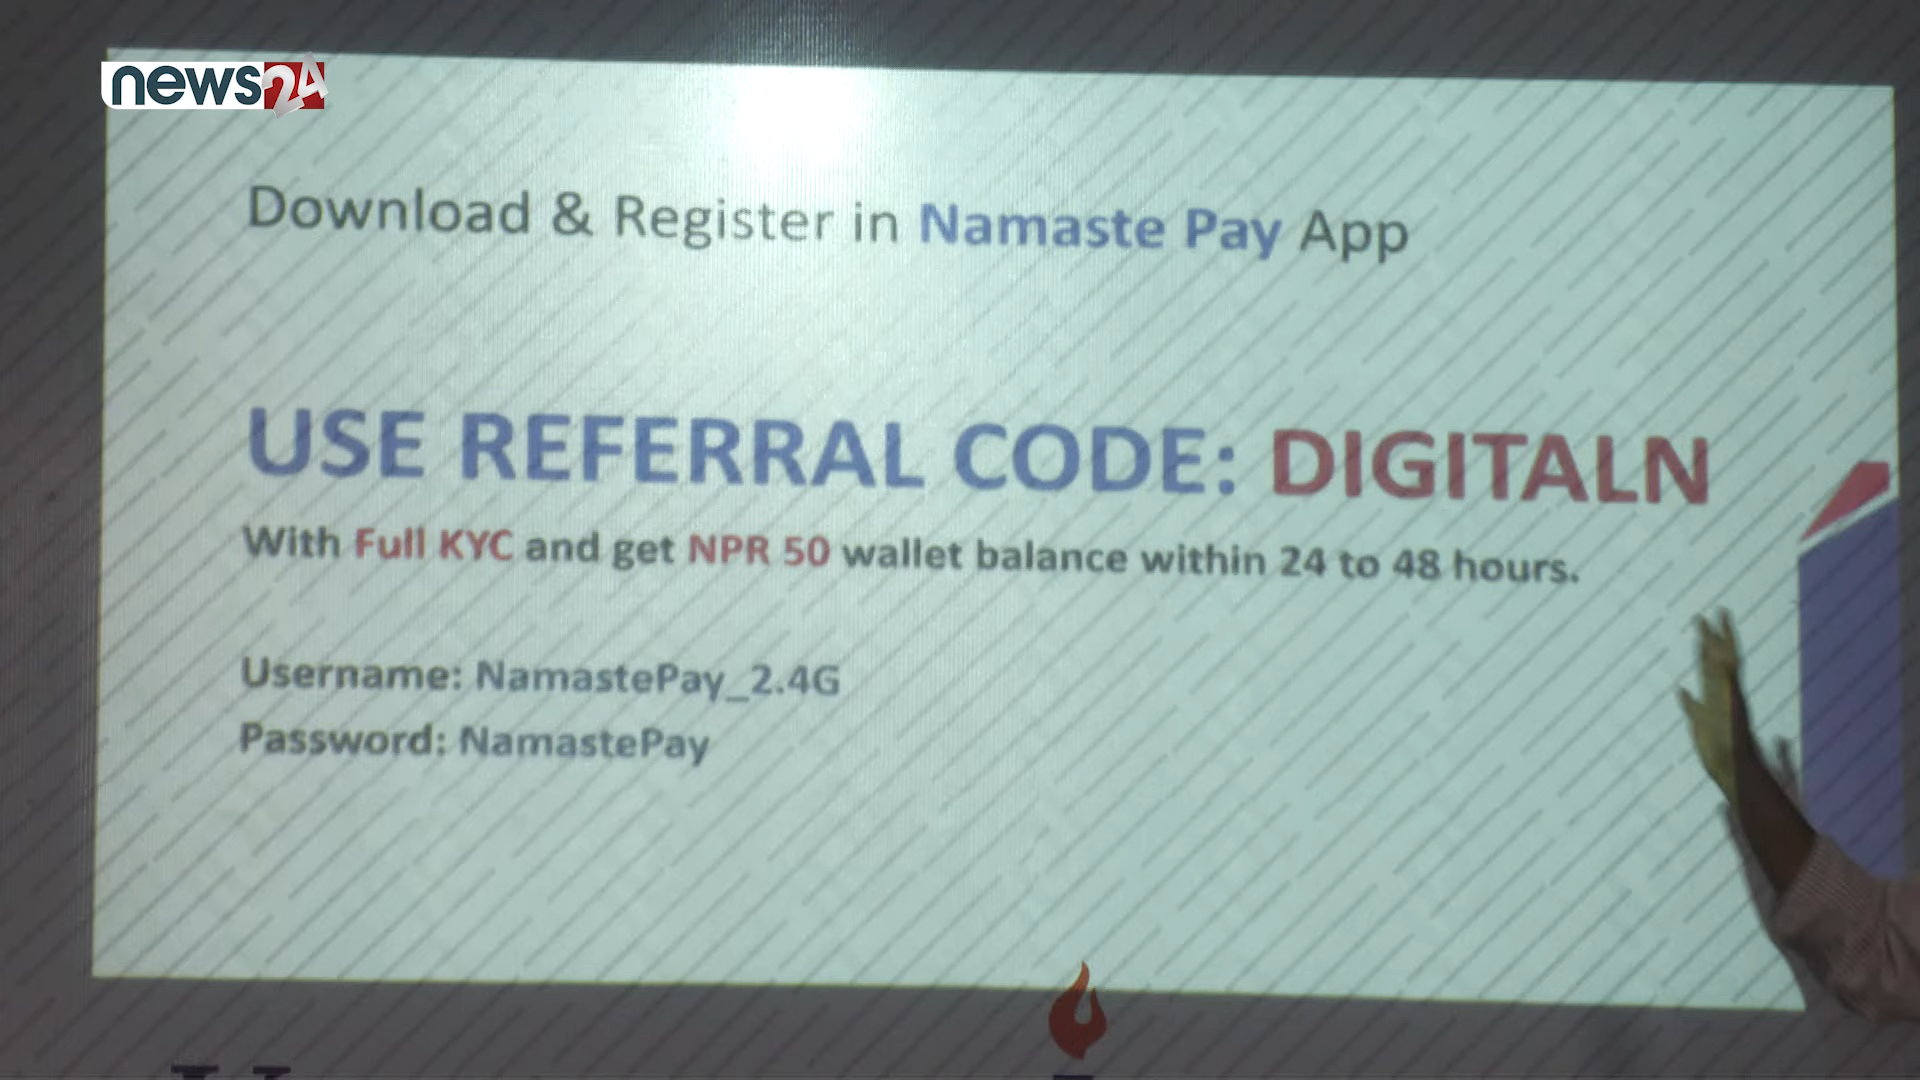 news24
Download & Register in Namaste Pay App
USE REFERRAL CODE: DIGITALN
With Full KYC and get NPR 50 wallet balance within 24 to 48 hours.
Username: NamastePay_2.4G
Password: NamastePay